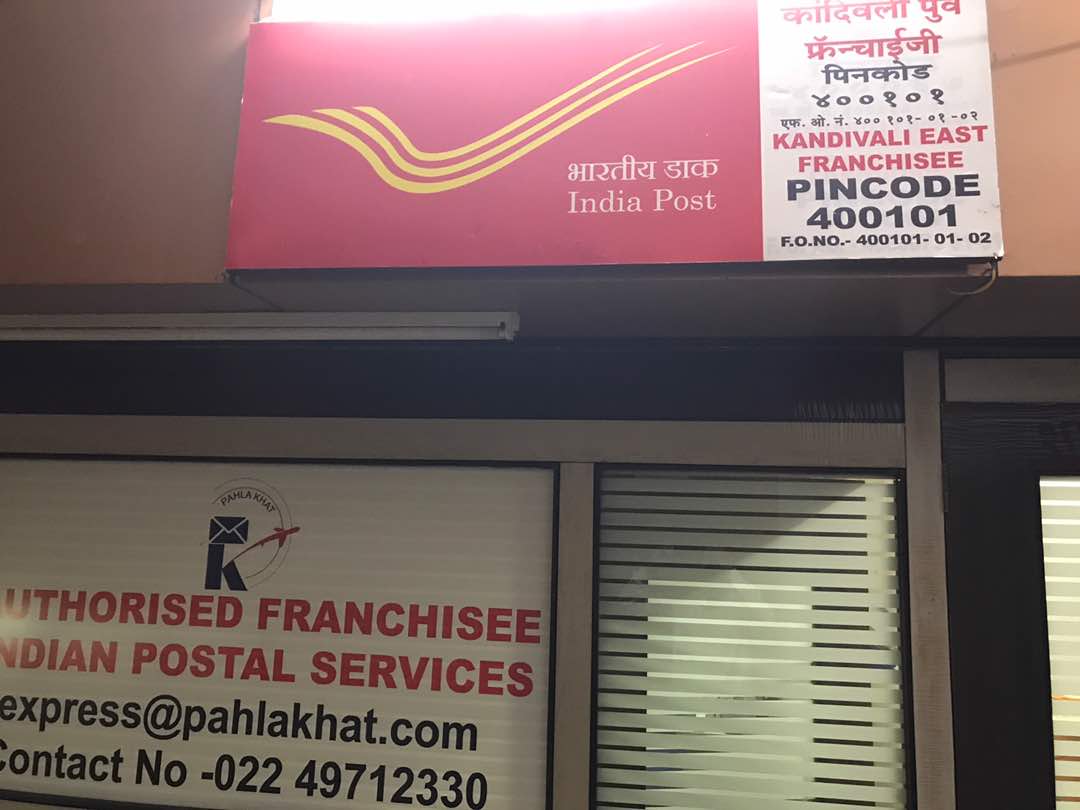 कांदिवली पुर्व
फ्रॅन्चाईजी
पिनकोड
४००१०१
एफ. ओ. नं. ४०० १०१- ०१ -०२
KANDIVALI EAST
FRANCHISEE
PINCODE
400101
F.O.NO.- 400101- 01- 02
भारतीय डाक
India Post
PAHLA KHAT
K
UTHORISED FRANCHISEE
NDIAN POSTAL SERVICES
express@pahlakhat.com
Contact No -022 49712330